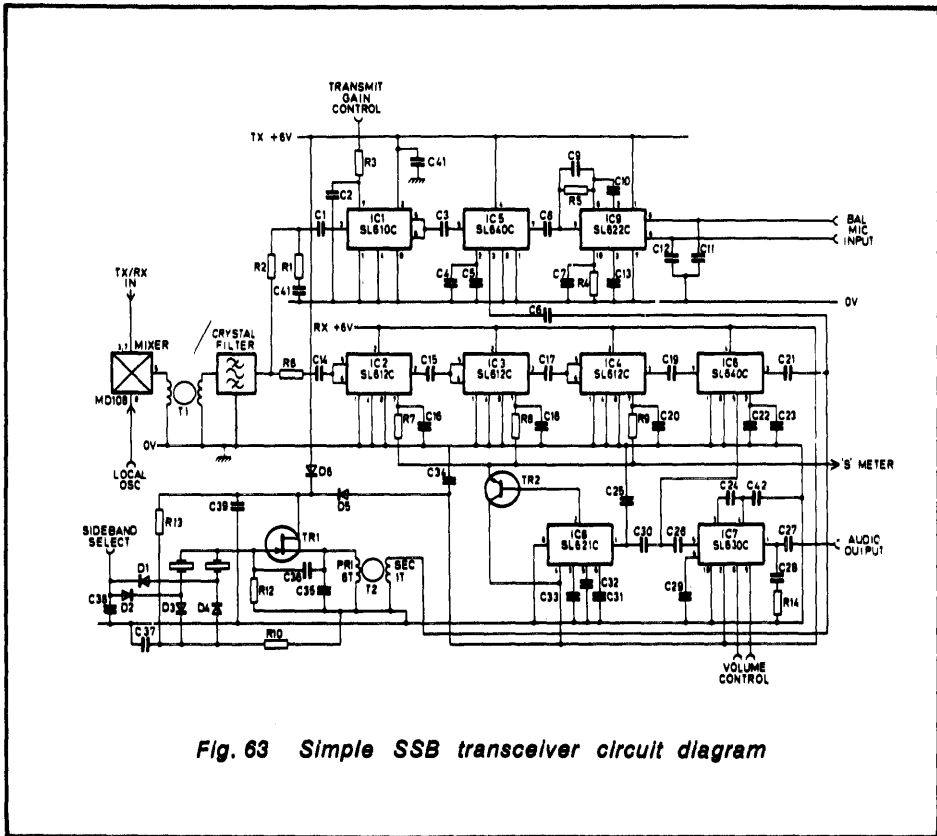 TRANSMIT
GAIN
CONTROL
TX +6V
R3
C41
C2
C9
R5
C10
C1
IC1
SL610C
C3
IC5
SL640C
C8
IC9
SL622C
BAL
MIC
INPUT
R2
R1
C41
C4
C5
C7
R4
C13
C12
C11
0V
TX/RX
IN
RX +6V
C6
MIXER
CRYSTAL
FILTER
R6
C14
IC2
SL612C
C15
IC3
SL612C
C17
IC4
SL612C
C19
IC6
SL640C
C21
MD108
T1
R7
C16
R8
C18
R9
C20
C22
C23
0V
LOCAL
OSC
D6
C34
'S' METER
TR2
C24
C42
R13
C39
D5
C25
SIDEBAND
SELECT
TR1
IC8
SL621C
C30
C26
IC7
SL630C
C27
AUDIO
OUTPUT
D1
PRI
6T
SEC
1T
C36
C28
C38
D2
D3
D4
R12
C35
T2
C33
C32
C31
C29
R14
C37
R10
VOLUME
CONTROL
Fig. 63 Simple SSB transceiver circuit diagram